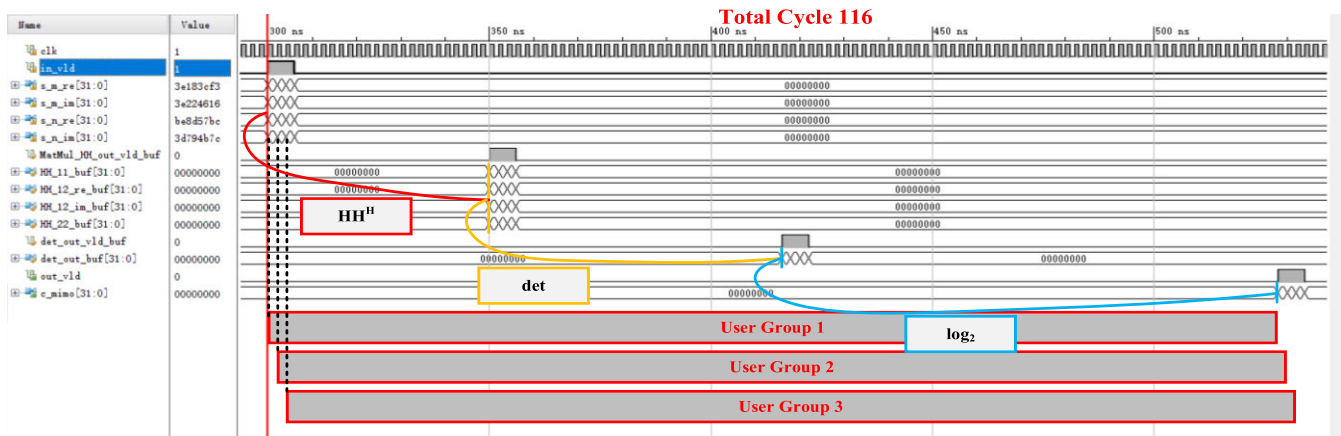 Total Cycle 116
Name Value
300 ns 350 ns 400 ns 450 ns 500 ns
clk 1
in_vld 1
s_m_re[31:0] 3e183cf3 00000000
s_m_im[31:0] 3e224616 00000000
s_n_re[31:0] be8d57bc 00000000
s_n_im[31:0] 3d794b7c 00000000
MatMul_HH_out_vld_buf 0
HH_11_buf[31:0] 00000000 00000000 00000000
HH_12_re_buf[31:0] 00000000 00000000 00000000
HH_12_im_buf[31:0] 00000000 00000000
HH_22_buf[31:0] 00000000 00000000
HHᴴ
det_out_vld_buf 0
det_out_buf[31:0] 00000000 00000000 00000000
out_vld 0
det
c_mimo[31:0] 00000000 00000000
User Group 1
log₂
User Group 2
User Group 3